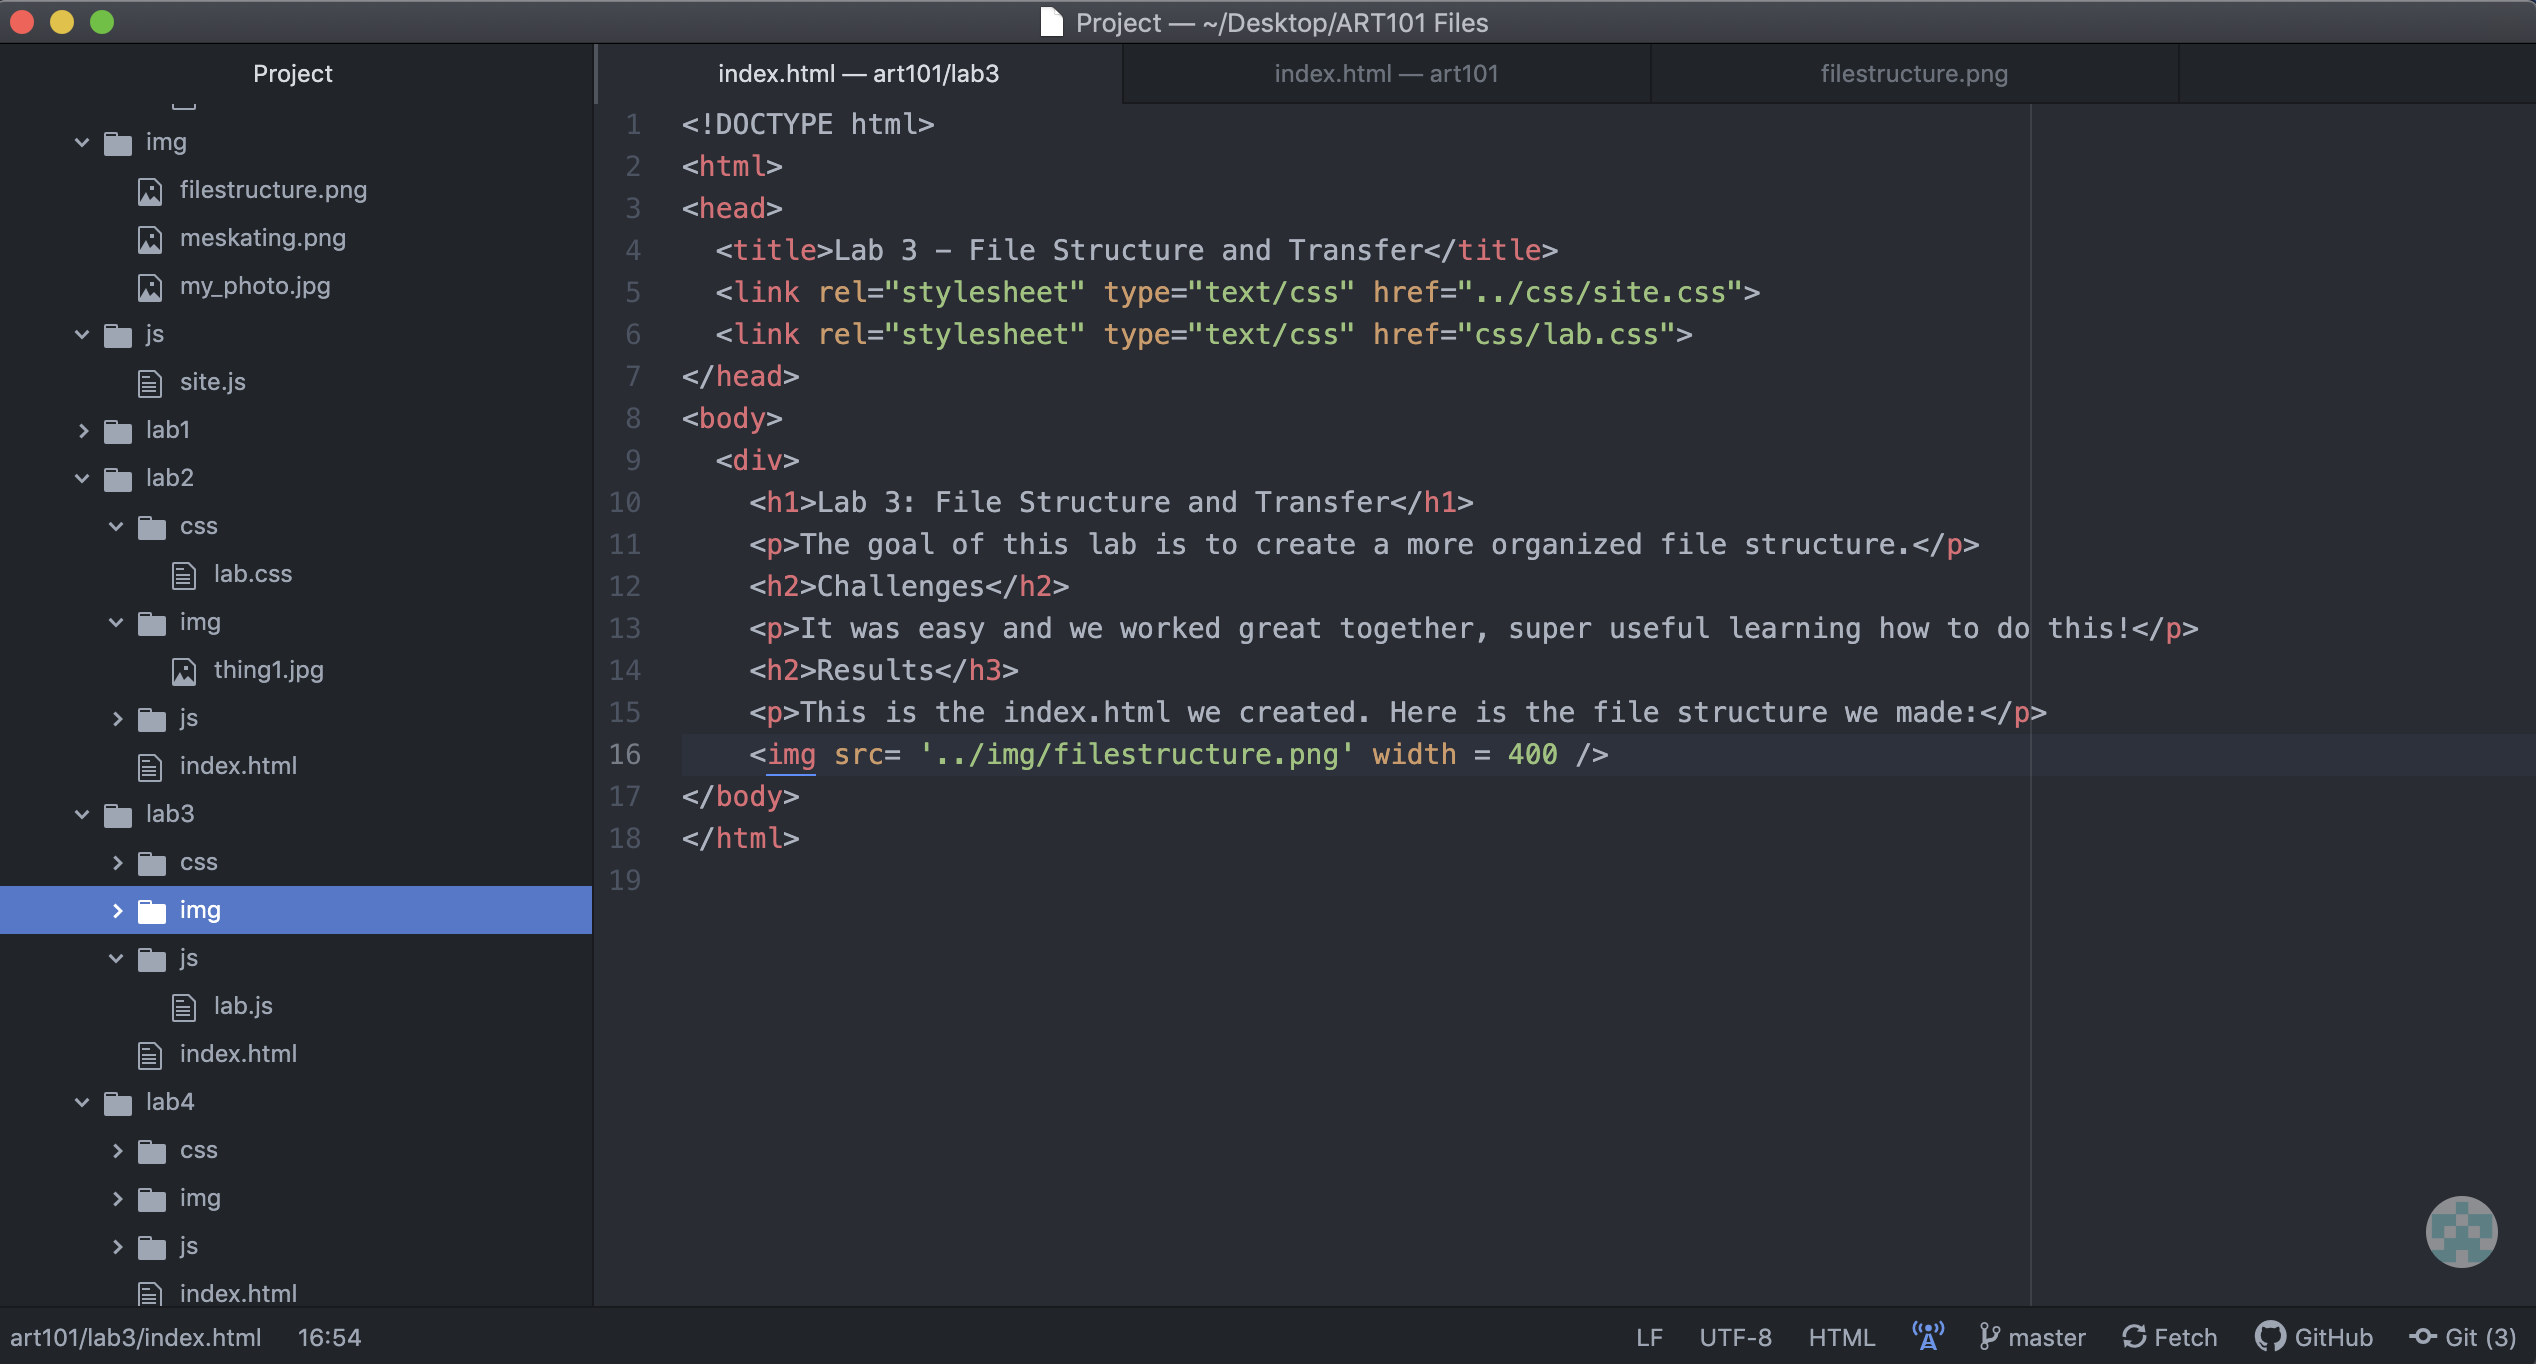 Project — ~/Desktop/ART101 Files
Project
img
filestructure.png
meskating.png
my_photo.jpg
js
site.js
lab1
lab2
css
lab.css
img
thing1.jpg
js
index.html
lab3
css
img
js
lab.js
index.html
lab4
css
img
js
index.html
index.html — art101/lab3
index.html — art101
filestructure.png
1 <!DOCTYPE html>
2 <html>
3 <head>
4   <title>Lab 3 – File Structure and Transfer</title>
5   <link rel="stylesheet" type="text/css" href="../css/site.css">
6   <link rel="stylesheet" type="text/css" href="css/lab.css">
7 </head>
8 <body>
9   <div>
10     <h1>Lab 3: File Structure and Transfer</h1>
11     <p>The goal of this lab is to create a more organized file structure.</p>
12     <h2>Challenges</h2>
13     <p>It was easy and we worked great together, super useful learning how to do this!</p>
14     <h2>Results</h3>
15     <p>This is the index.html we created. Here is the file structure we made:</p>
16     <img src= '../img/filestructure.png' width = 400 />
17 </body>
18 </html>
19
art101/lab3/index.html 16:54 LF UTF-8 HTML master Fetch GitHub Git (3)